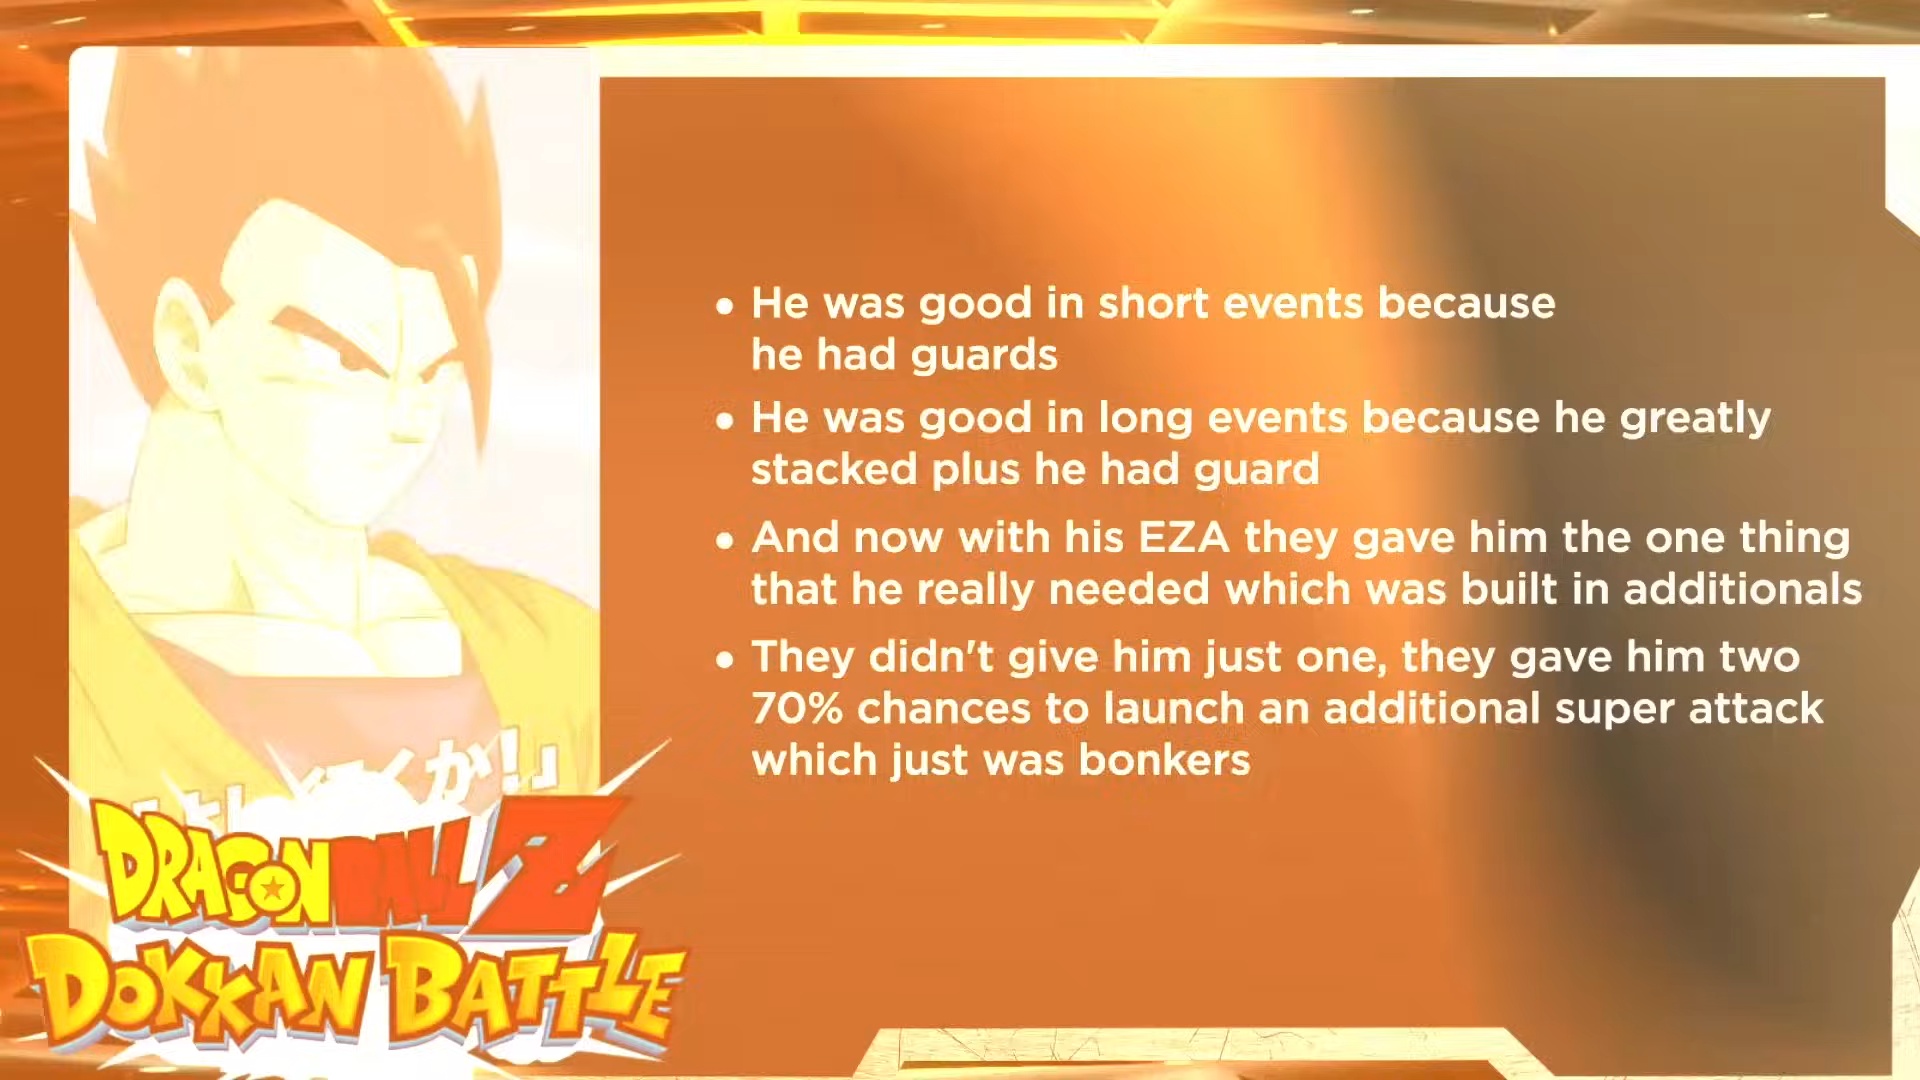 • He was good in short events because
he had guards
• He was good in long events because he greatly
stacked plus he had guard
• And now with his EZA they gave him the one thing
that he really needed which was built in additionals
• They didn't give him just one, they gave him two
70% chances to launch an additional super attack
which just was bonkers
行くか!」
DRAGON BALL Z
DOKKAN BATTLE